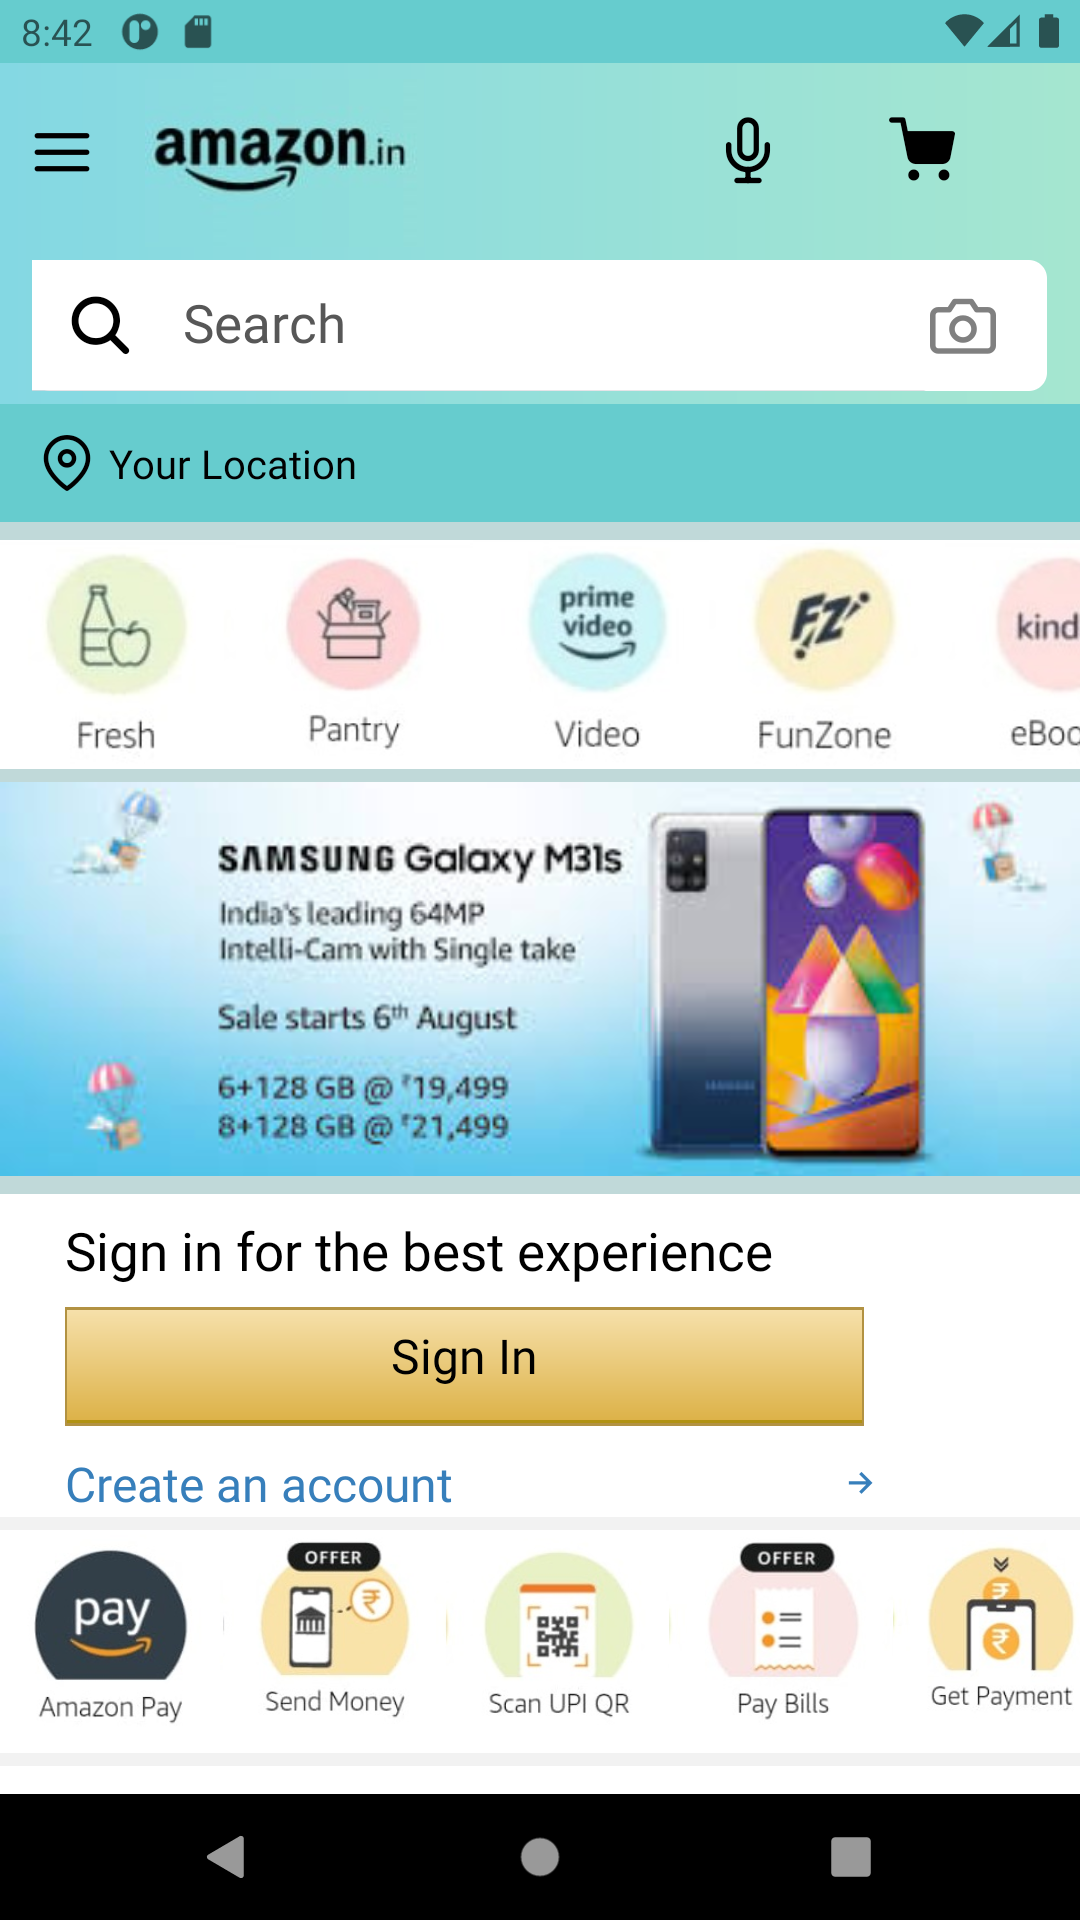 8:42
amazon.in
Search
Your Location
prime
video
FZ
kind
Fresh
Pantry
Video
FunZone
eBoo
SAMSUNG Galaxy M31s
India's leading 64MP
Intelli-Cam with Single take
Sale starts 6th August
6+128 GB @ ₹19,499
8+128 GB @ ₹21,499
SAMSUNG
Sign in for the best experience
Sign In
Create an account
OFFER
OFFER
pay
Amazon Pay
Send Money
Scan UPI QR
Pay Bills
Get Payment